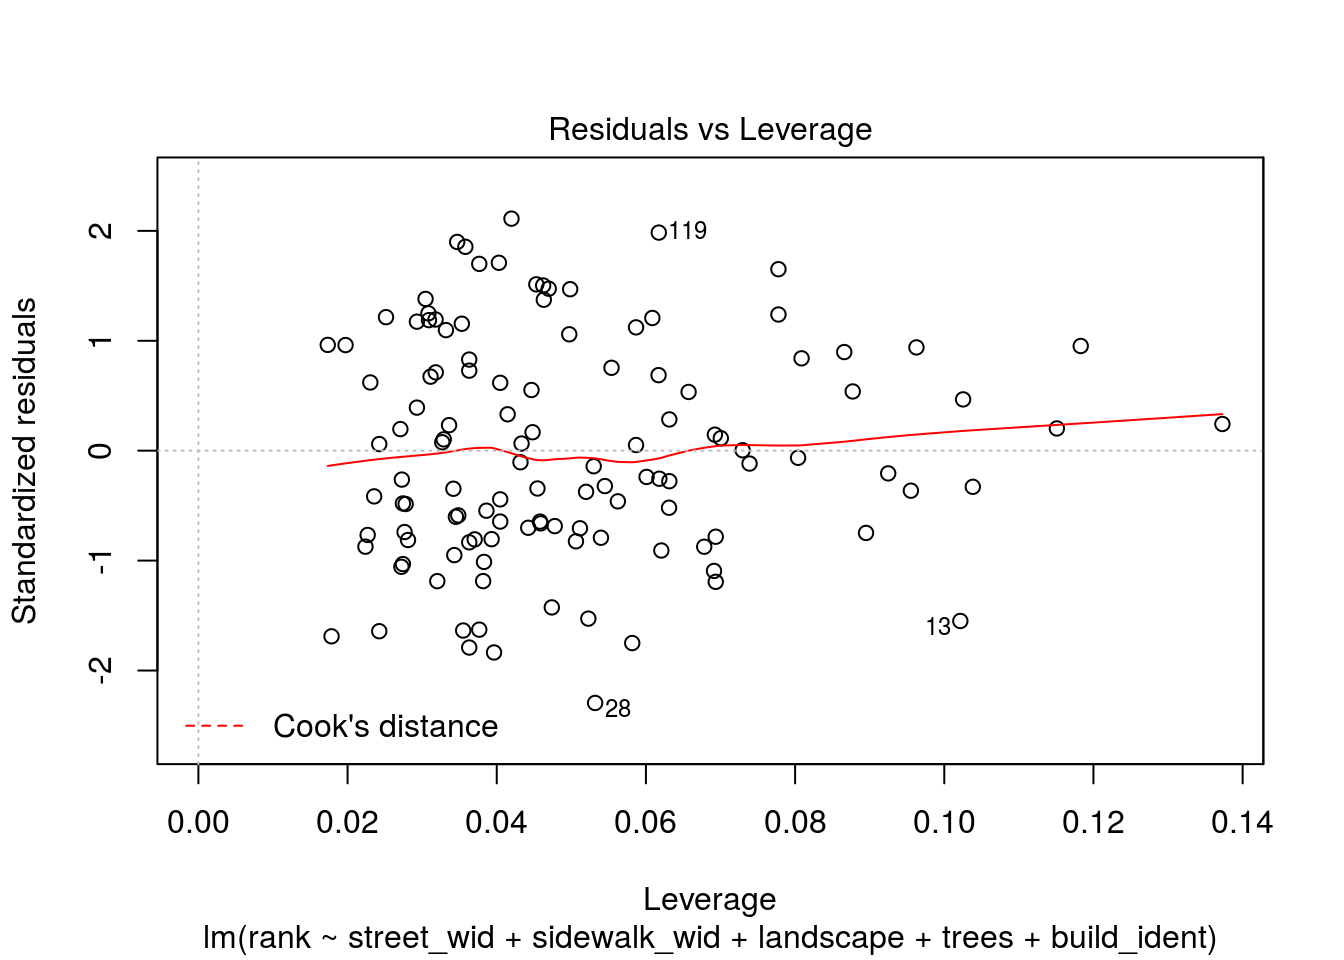 Residuals vs Leverage
Standardized residuals
2
1
0
-1
-2
119
13
28
Cook's distance
0.00 0.02 0.04 0.06 0.08 0.10 0.12 0.14
Leverage
lm(rank ~ street_wid + sidewalk_wid + landscape + trees + build_ident)